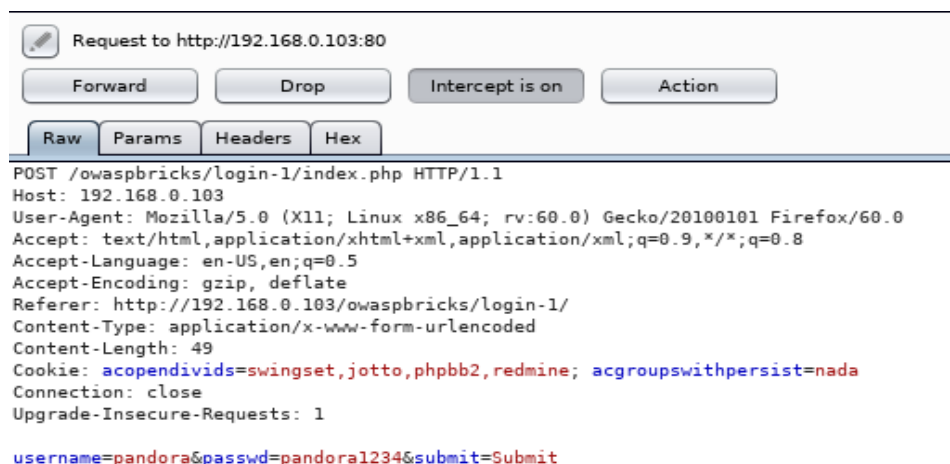 Request to http://192.168.0.103:80
Forward Drop Intercept is on Action
Raw Params Headers Hex
POST /owaspbricks/login-1/index.php HTTP/1.1
Host: 192.168.0.103
User-Agent: Mozilla/5.0 (X11; Linux x86_64; rv:60.0) Gecko/20100101 Firefox/60.0
Accept: text/html,application/xhtml+xml,application/xml;q=0.9,*/*;q=0.8
Accept-Language: en-US,en;q=0.5
Accept-Encoding: gzip, deflate
Referer: http://192.168.0.103/owaspbricks/login-1/
Content-Type: application/x-www-form-urlencoded
Content-Length: 49
Cookie: acopendivids=swingset,jotto,phpbb2,redmine; acgroupswithpersist=nada
Connection: close
Upgrade-Insecure-Requests: 1
username=pandora&passwd=pandora1234&submit=Submit